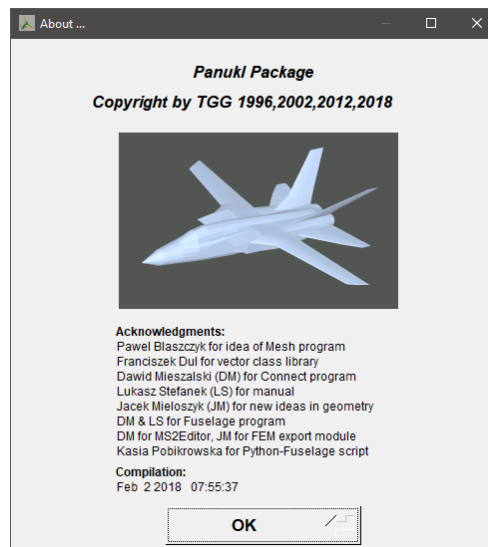 About ...
Panukl Package
Copyright by TGG 1996,2002,2012,2018
Acknowledgments:
Pawel Blaszczyk for idea of Mesh program
Franciszek Dul for vector class library
Dawid Mieszalski (DM) for Connect program
Lukasz Stefanek (LS) for manual
Jacek Mieloszyk (JM) for new ideas in geometry
DM & LS for Fuselage program
DM for MS2Editor, JM for FEM export module
Kasia Pobikrowska for Python-Fuselage script
Compilation:
Feb  2 2018   07:55:37
OK